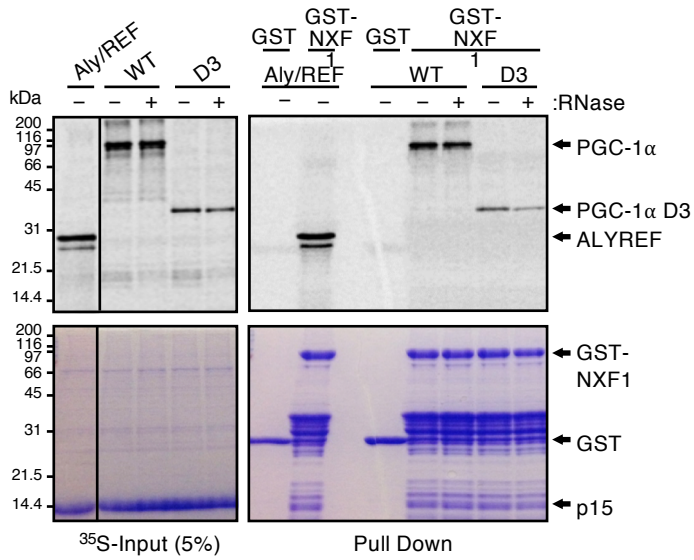 GST GST-NXF1 GST GST-NXF1
Aly/REF WT D3 Aly/REF WT D3
kDa – – + – + – – – – + – + :RNase
200
116
97
66
45
31
21.5
14.4
PGC-1α
PGC-1α D3
ALYREF
200
116
97
66
45
31
21.5
14.4
GST-
NXF1
GST
p15
35S-Input (5%) Pull Down